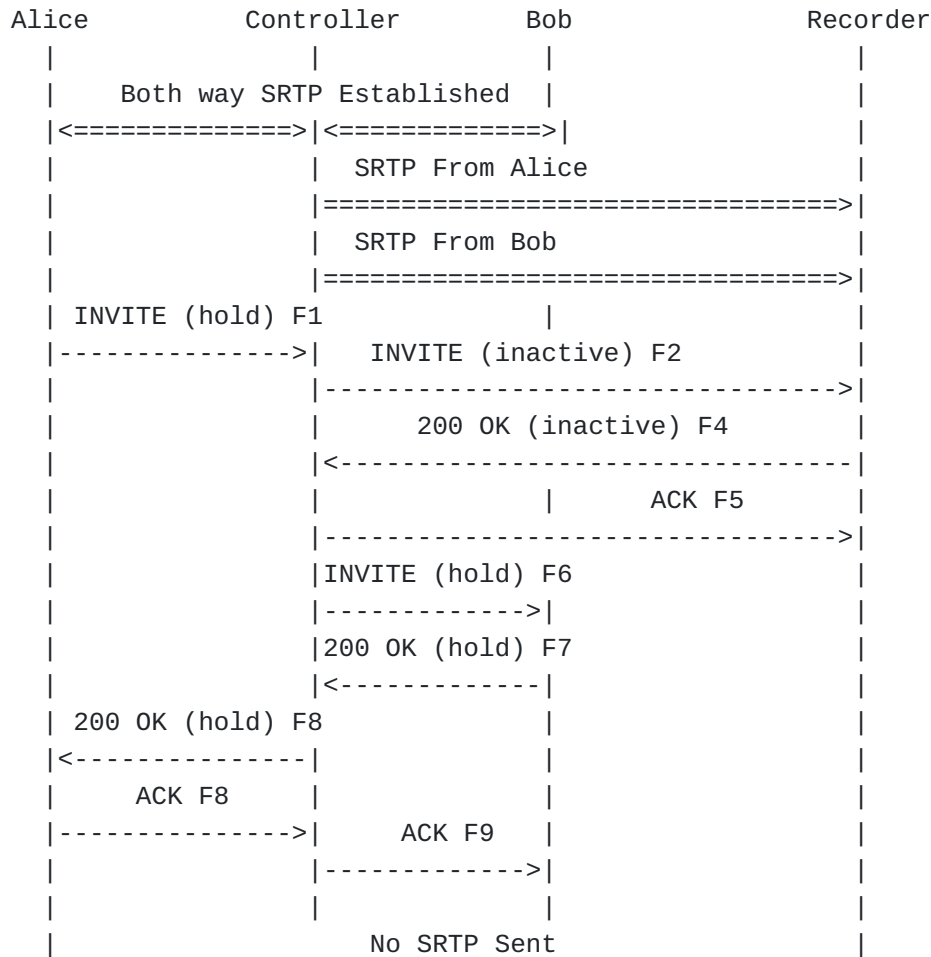 Alice Controller Bob Recorder
| | | |
| Both way SRTP Established | |
|<==============>|<=============>| |
| | SRTP From Alice |
| |=================================>|
| | SRTP From Bob |
| |=================================>|
| INVITE (hold) F1 | |
|--------------->| INVITE (inactive) F2 |
| |--------------------------------->|
| | 200 OK (inactive) F4 |
| |<---------------------------------|
| | | ACK F5 |
| |--------------------------------->|
| |INVITE (hold) F6 |
| |------------->| |
| |200 OK (hold) F7 |
| |<-------------| |
| 200 OK (hold) F8 | |
|<---------------| | |
| ACK F8 | | |
|--------------->| ACK F9 | |
| |------------->| |
| | | |
| No SRTP Sent |